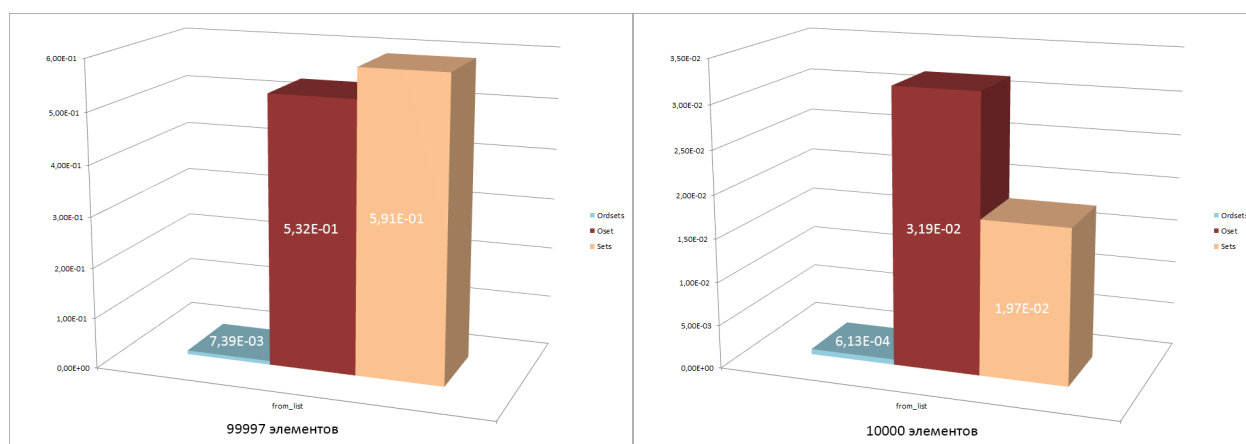 6,00E-01
5,00E-01
4,00E-01
3,00E-01
2,00E-01
1,00E-01
0,00E+00
7,39E-03
5,32E-01
5,91E-01
Ordsets
Oset
Sets
from_list
99997 элементов
3,50E-02
3,00E-02
2,50E-02
2,00E-02
1,50E-02
1,00E-02
5,00E-03
0,00E+00
6,13E-04
3,19E-02
1,97E-02
Ordsets
Oset
Sets
from_list
10000 элементов